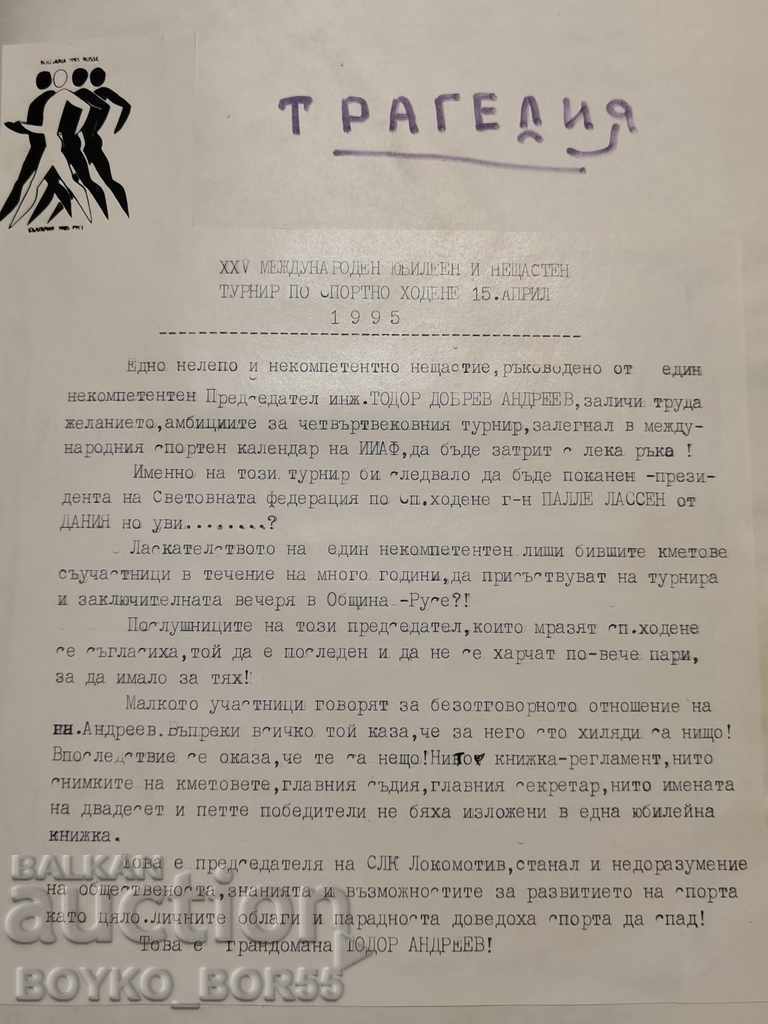 BULGARIA 1985 RUSSE
ТРАГЕДИЯ
БЪЛГАРИЯ 1985 РУСЕ
XXV МЕЖДУНАРОДЕН ЮБИЛЕЕН И НЕЩАСТЕН
ТУРНИР ПО СПОРТНО ХОДЕНЕ 15.АПРИЛ
1995
Едно нелепо и некомпетентно нещастие,ръководено от един
некомпетентен Председател инж.ТОДОР ДОБРЕВ АНДРЕЕВ,заличи труда
желанието,амбициите за четвъртвековния турнир,залегнал в между-
народния спортен календар на ИИАФ,да бъде затрит с лека ръка !
Именно на този турнир би следвало да бъде поканен -прези-
дента на Световната федерация по сп.ходене г-н ПАЛЛЕ ЛАССЕН от
ДАНИЯ но уви.........?
Ласкателството на един некомпетентен лиши бившите кметове
съучастници в течение на много години,да присъствуват на турнира
и заключителната вечеря в Община -Русе?!
Послушниците на този председател,които мразят сп.ходене
се съгласиха,той да е последен и да не се харчат по-вече пари,
за да имало за тях!
Малкото участници говорят за безотговорното отношение на
ин.Андреев.Въпреки всичко той каза,че за него сто хиляди са нищо!
Впоследствие се оказа,че те са нещо!Нито книжка-регламент,нито
снимките на кметовете,главния съдия,главния секретар,нито имената
на двадесет и петте победители не бяха изложени в една юбилейна
книжка.
Това е председателя на СЛК Локомотив,станал и недоразумение
на обществеността,знанията и възможностите за развитието на спорта
като цяло.Личните облаги и парадността доведоха спорта да спад!
Това е грандомана ТОДОР АНДРЕЕВ!
BALKAN
auction
BOYKO_BOR55